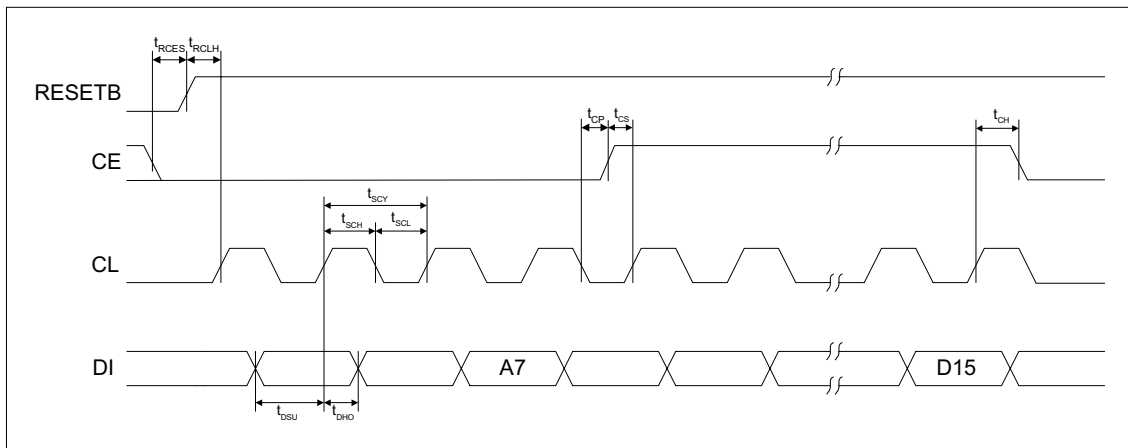 tRCES tRCLH
RESETB
tCP tCS tCH
CE
tSCY
tSCH tSCL
CL
DI A7 D15
tDSU tDHO